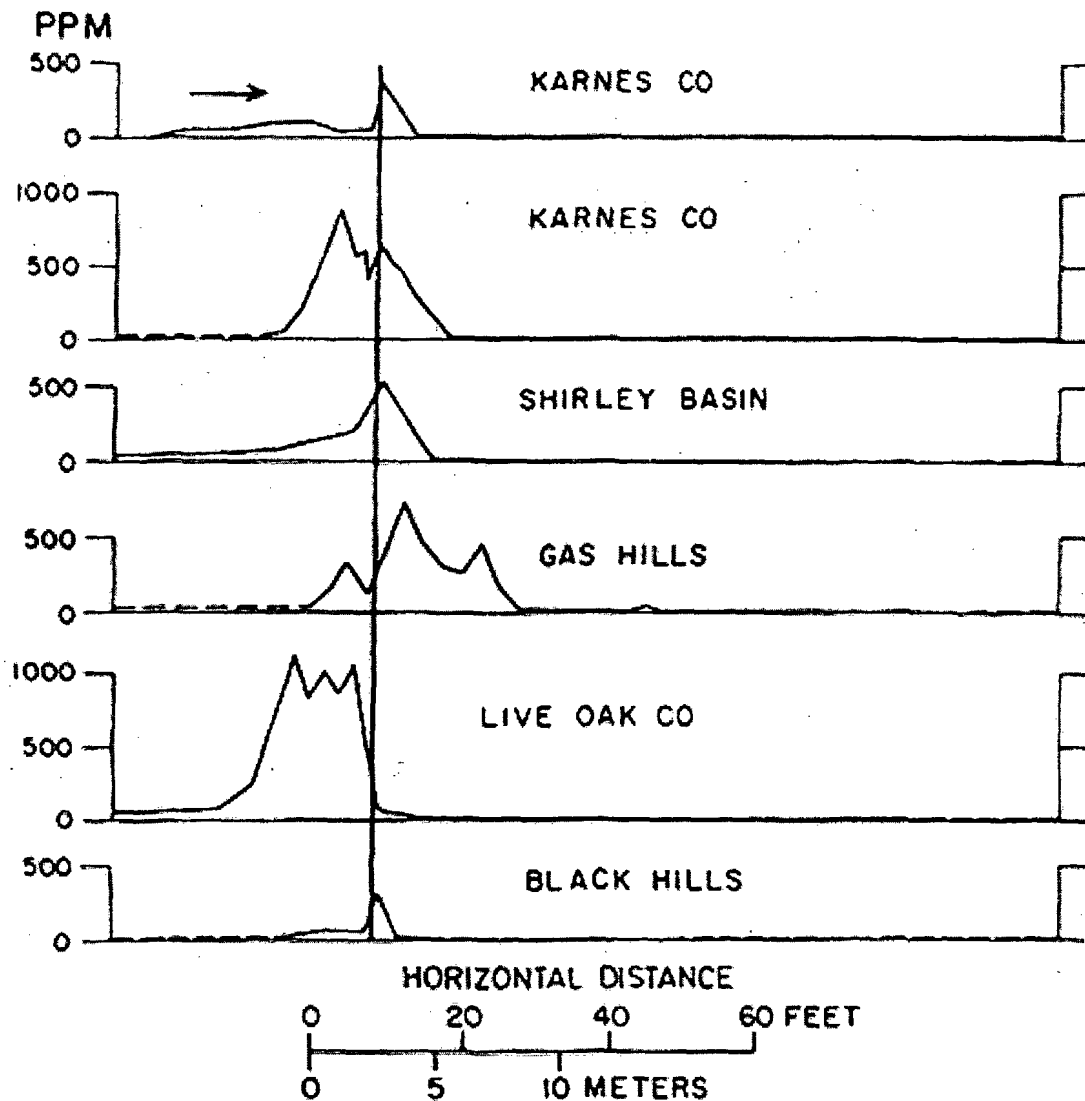 PPM
500
0
KARNES CO
1000
500
0
KARNES CO
500
0
SHIRLEY BASIN
500
0
GAS HILLS
1000
500
0
LIVE OAK CO
500
0
BLACK HILLS
HORIZONTAL DISTANCE
0 20 40 60 FEET
0 5 10 METERS